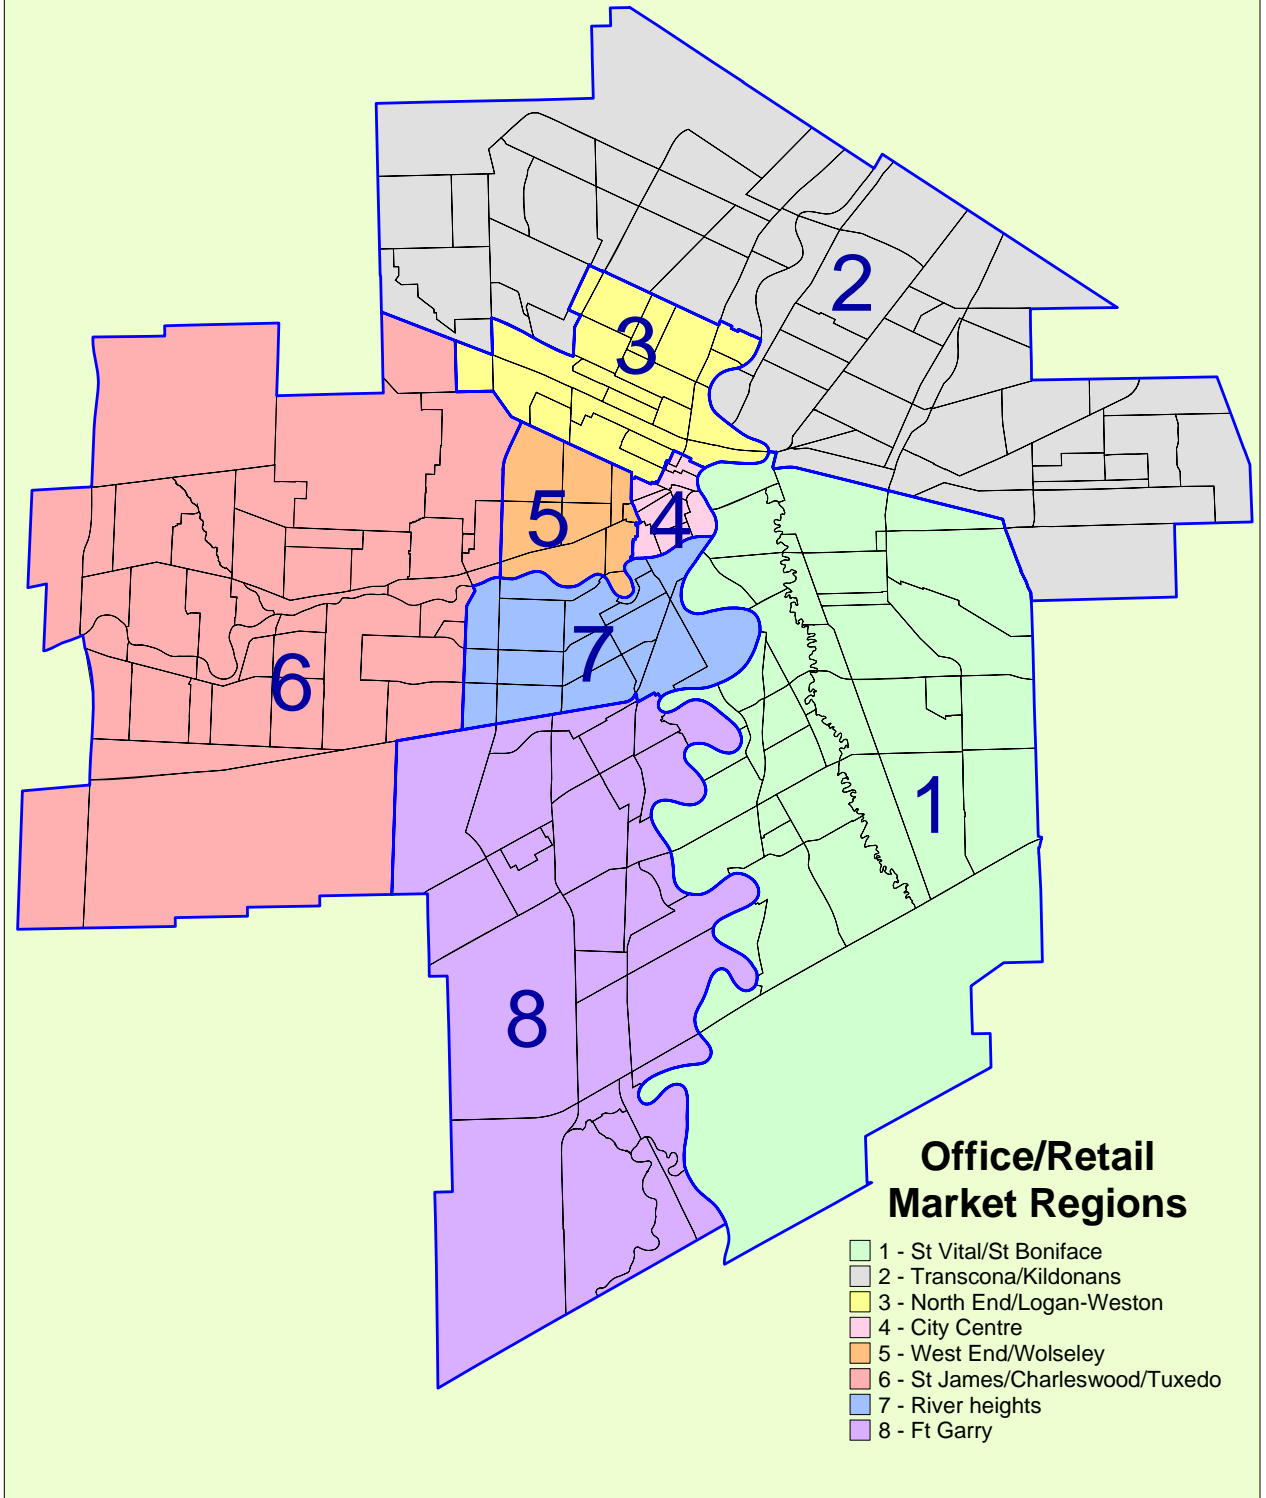 2
3
5
4
7
6
1
8
Office/Retail
Market Regions
1 - St Vital/St Boniface
2 - Transcona/Kildonans
3 - North End/Logan-Weston
4 - City Centre
5 - West End/Wolseley
6 - St James/Charleswood/Tuxedo
7 - River heights
8 - Ft Garry